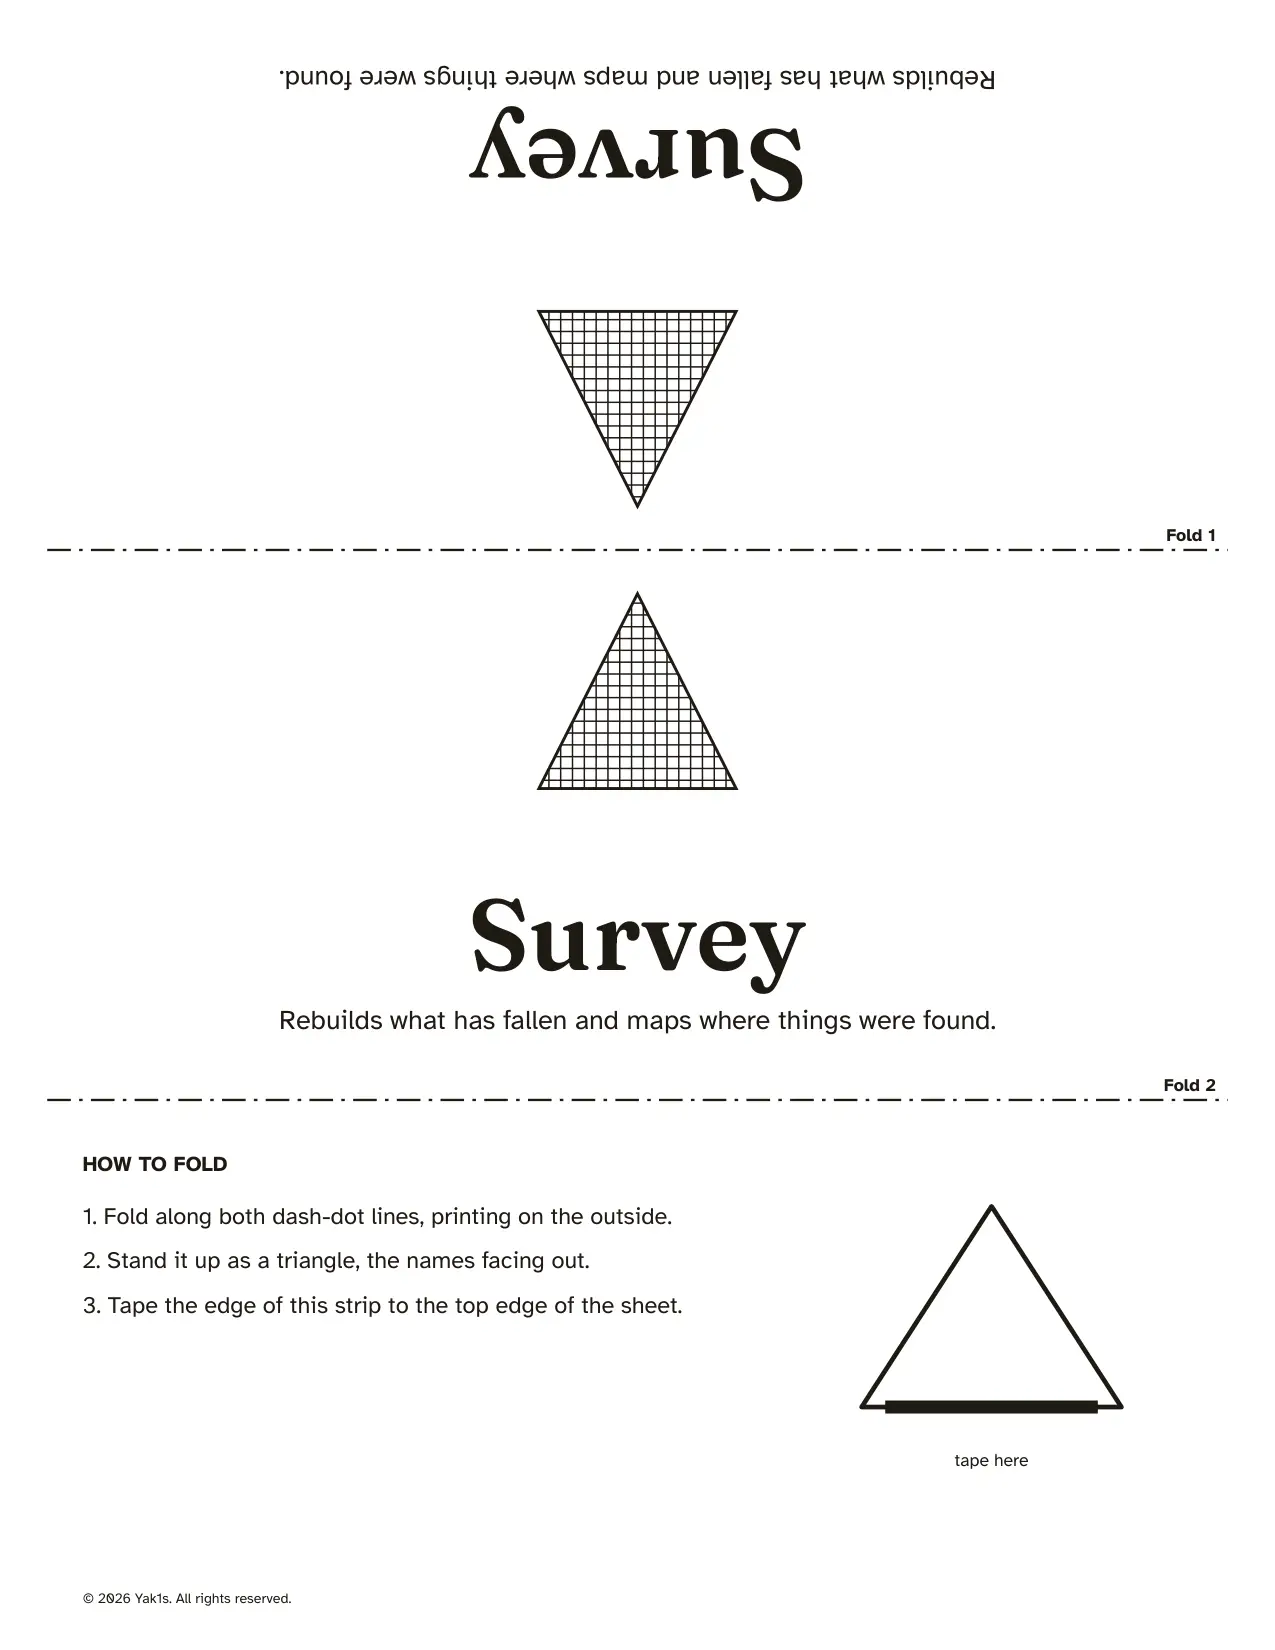 Rebuilds what has fallen and maps where things were found.
Survey
Fold 1
Survey
Rebuilds what has fallen and maps where things were found.
Fold 2
HOW TO FOLD
1. Fold along both dash-dot lines, printing on the outside.
2. Stand it up as a triangle, the names facing out.
3. Tape the edge of this strip to the top edge of the sheet.
tape here
© 2026 Yak1s. All rights reserved.